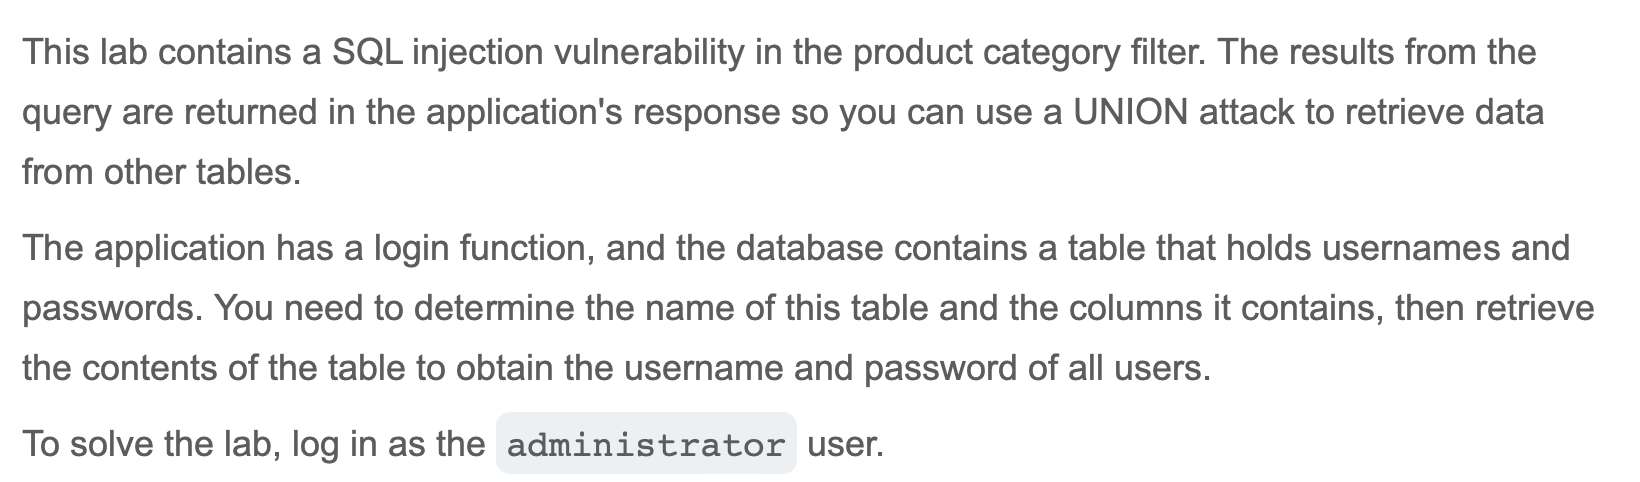 This lab contains a SQL injection vulnerability in the product category filter. The results from the
query are returned in the application's response so you can use a UNION attack to retrieve data
from other tables.
The application has a login function, and the database contains a table that holds usernames and
passwords. You need to determine the name of this table and the columns it contains, then retrieve
the contents of the table to obtain the username and password of all users.
To solve the lab, log in as the administrator user.